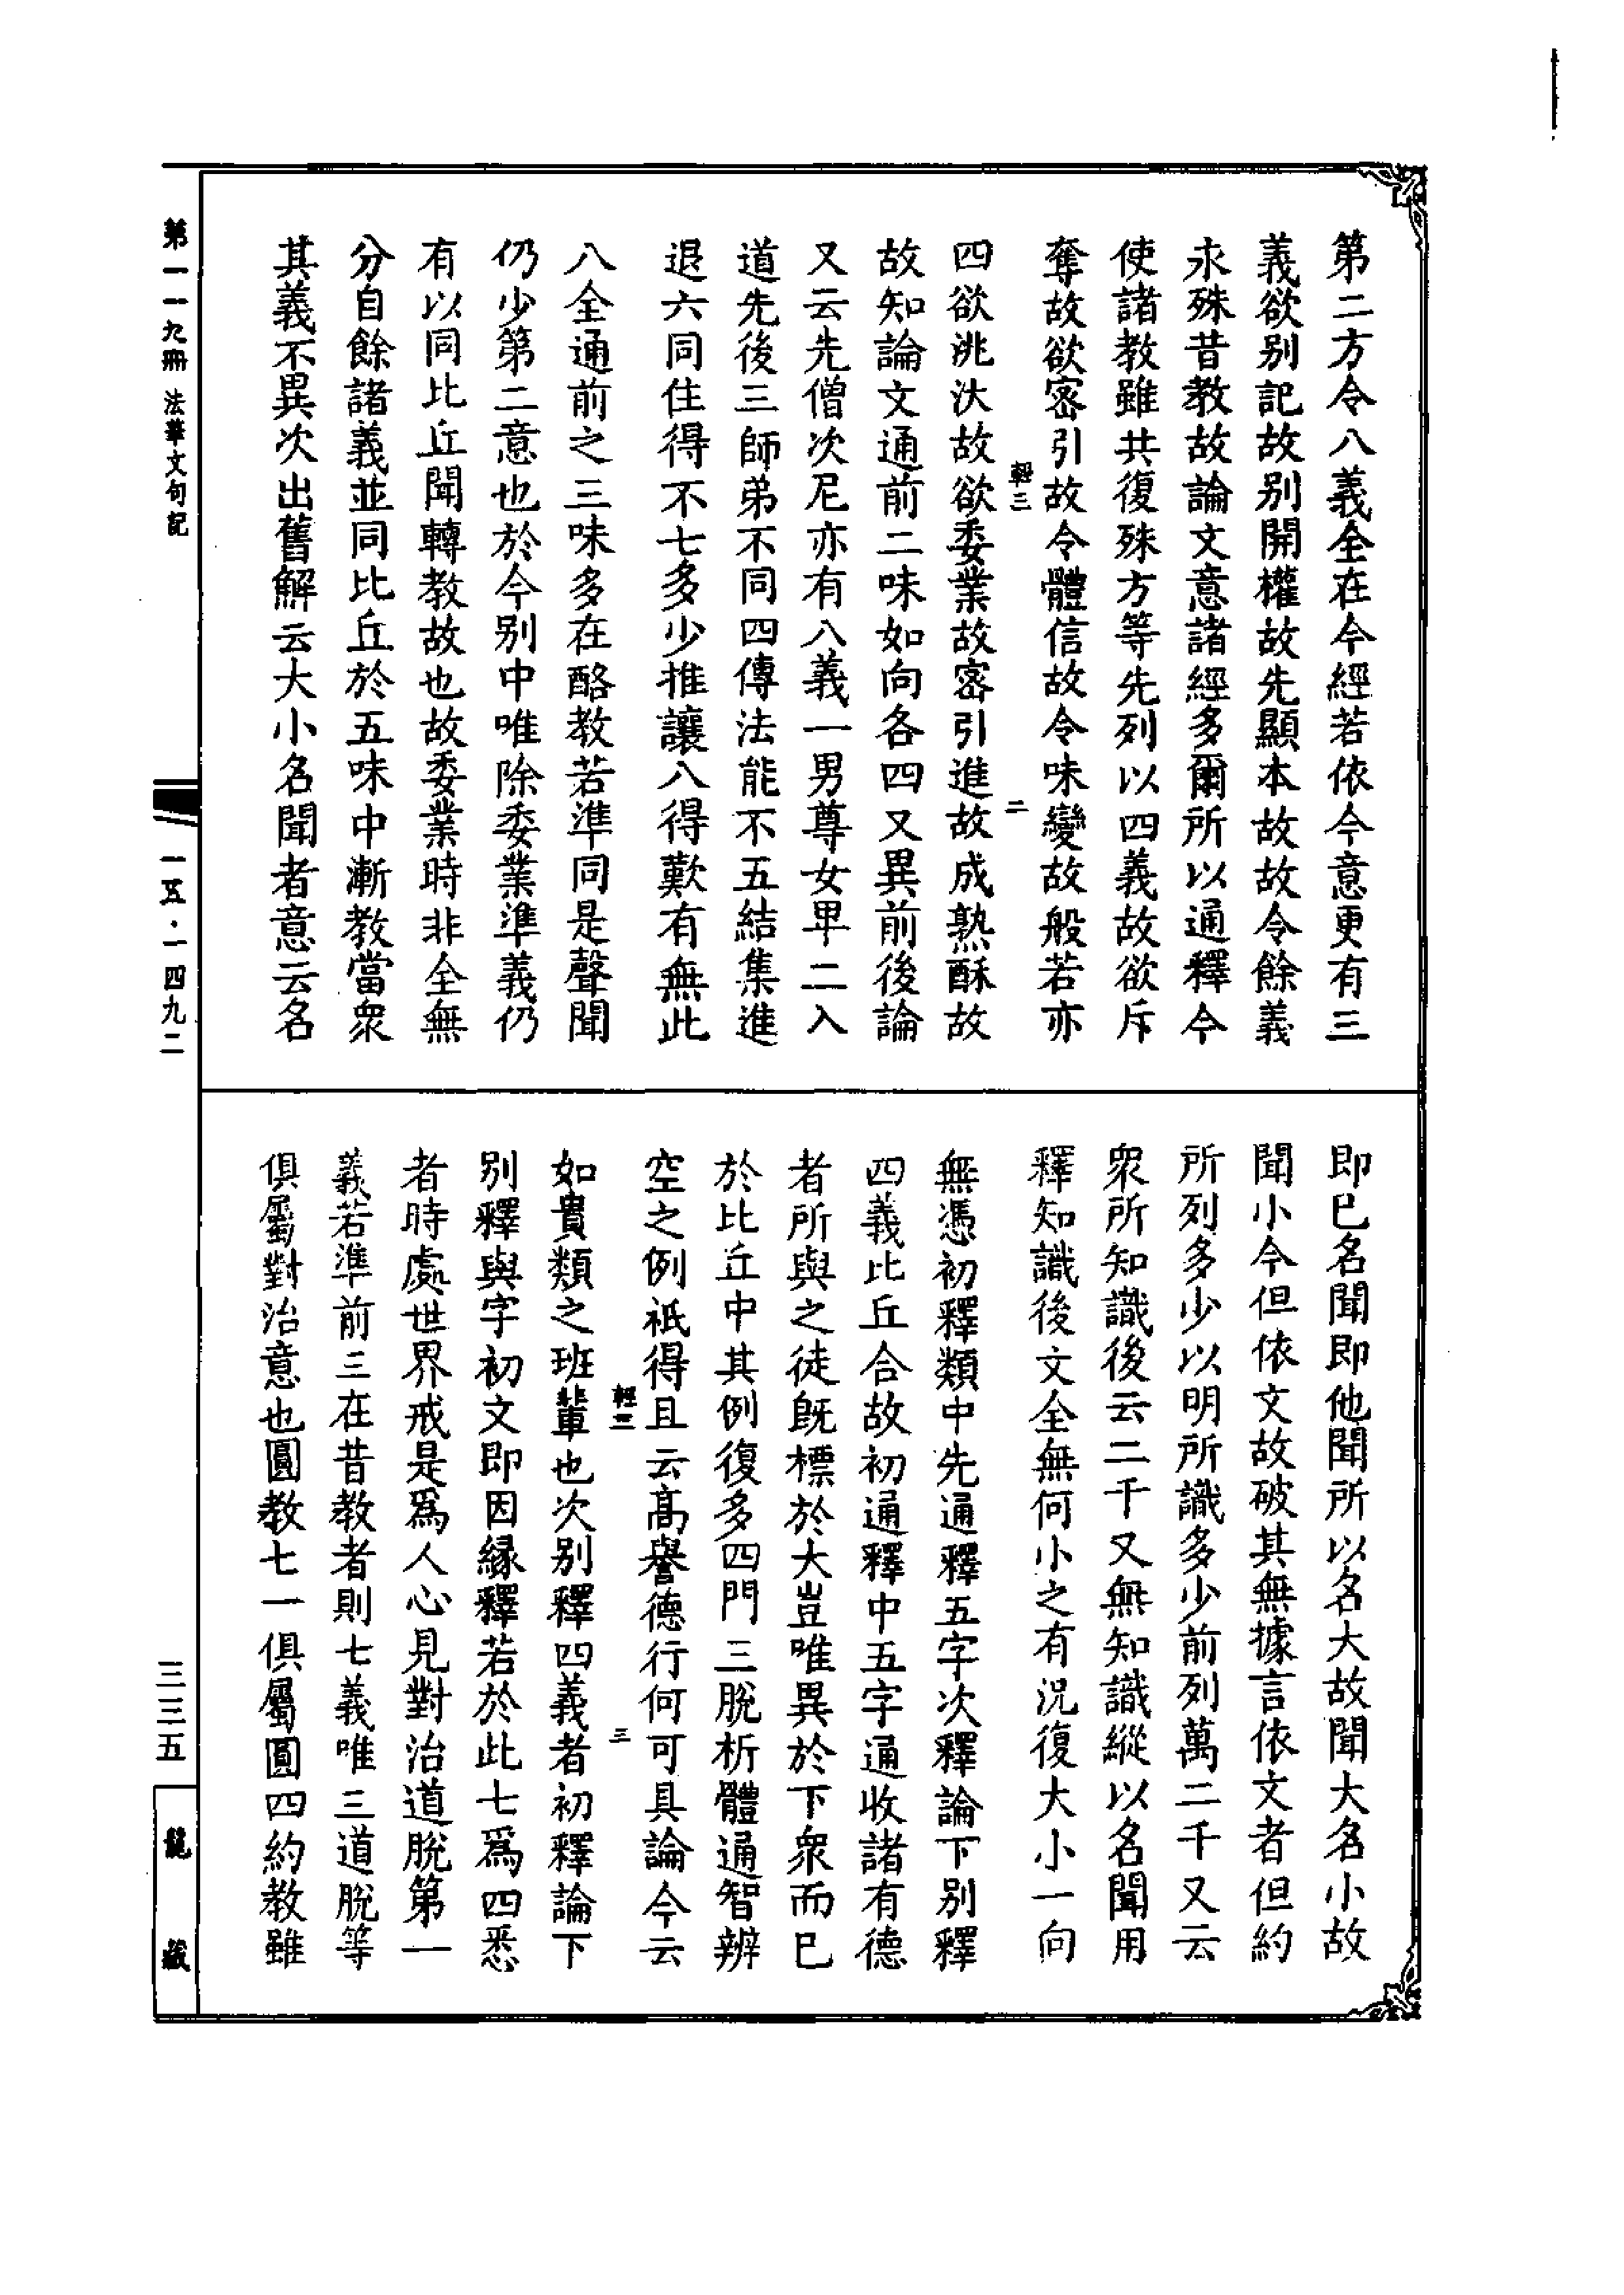 第二方令八義全在今經若依今意更有三
義欲別記故別開權故先顯本故故令餘義
永殊昔教故論文意諸經多爾所以通釋今
使諸教雖共復殊方等先列以四義故欲斥
奪故欲密引故令體信故令味變故般若亦
輕三
二
四欲洮汰故欲委業故密引進故成熟酥故
故知論文通前二味如向各四又異前後論
又云先僧次尼亦有八義一男尊女卑二入
道先後三師弟不同四傳法能不五結集進
退六同住得不七多少推讓八得歎有無此
八全通前之三味多在酪教若準同是聲聞
仍少第二意也於今別中唯除委業準義仍
有以同比丘聞轉教故也故委業時非全無
分自餘諸義並同比丘於五味中漸教當衆
其義不異次出舊解云大小名聞者意云名
即已名聞即他聞所以名大故聞大名小故
聞小今但依文故破其無據言依文者但約
所列多少以明所識多少前列萬二千又云
衆所知識後云二千又無知識縱以名聞用
釋知識後文全無何小之有況復大小一向
無憑初釋類中先通釋五字次釋論下別釋
四義比丘合故初通釋中五字通收諸有德
者所與之徒旣標於大豈唯異於下衆而已
於比丘中其例復多四門三脫析體通智辨
空之例祇得且云高譽德行何可具論今云
輕三
三
如貴類之班輩也次別釋四義者初釋論下
別釋與字初文即因緣釋若於此七爲四悉
者時處世界戒是爲人心見對治道脫第一
義若準前三在昔教者則七義唯三道脫等
俱屬對治意也圓教七一俱屬圓四約教雖
第一一九冊 法華文句記
一五·一四九二
三三五
龍藏